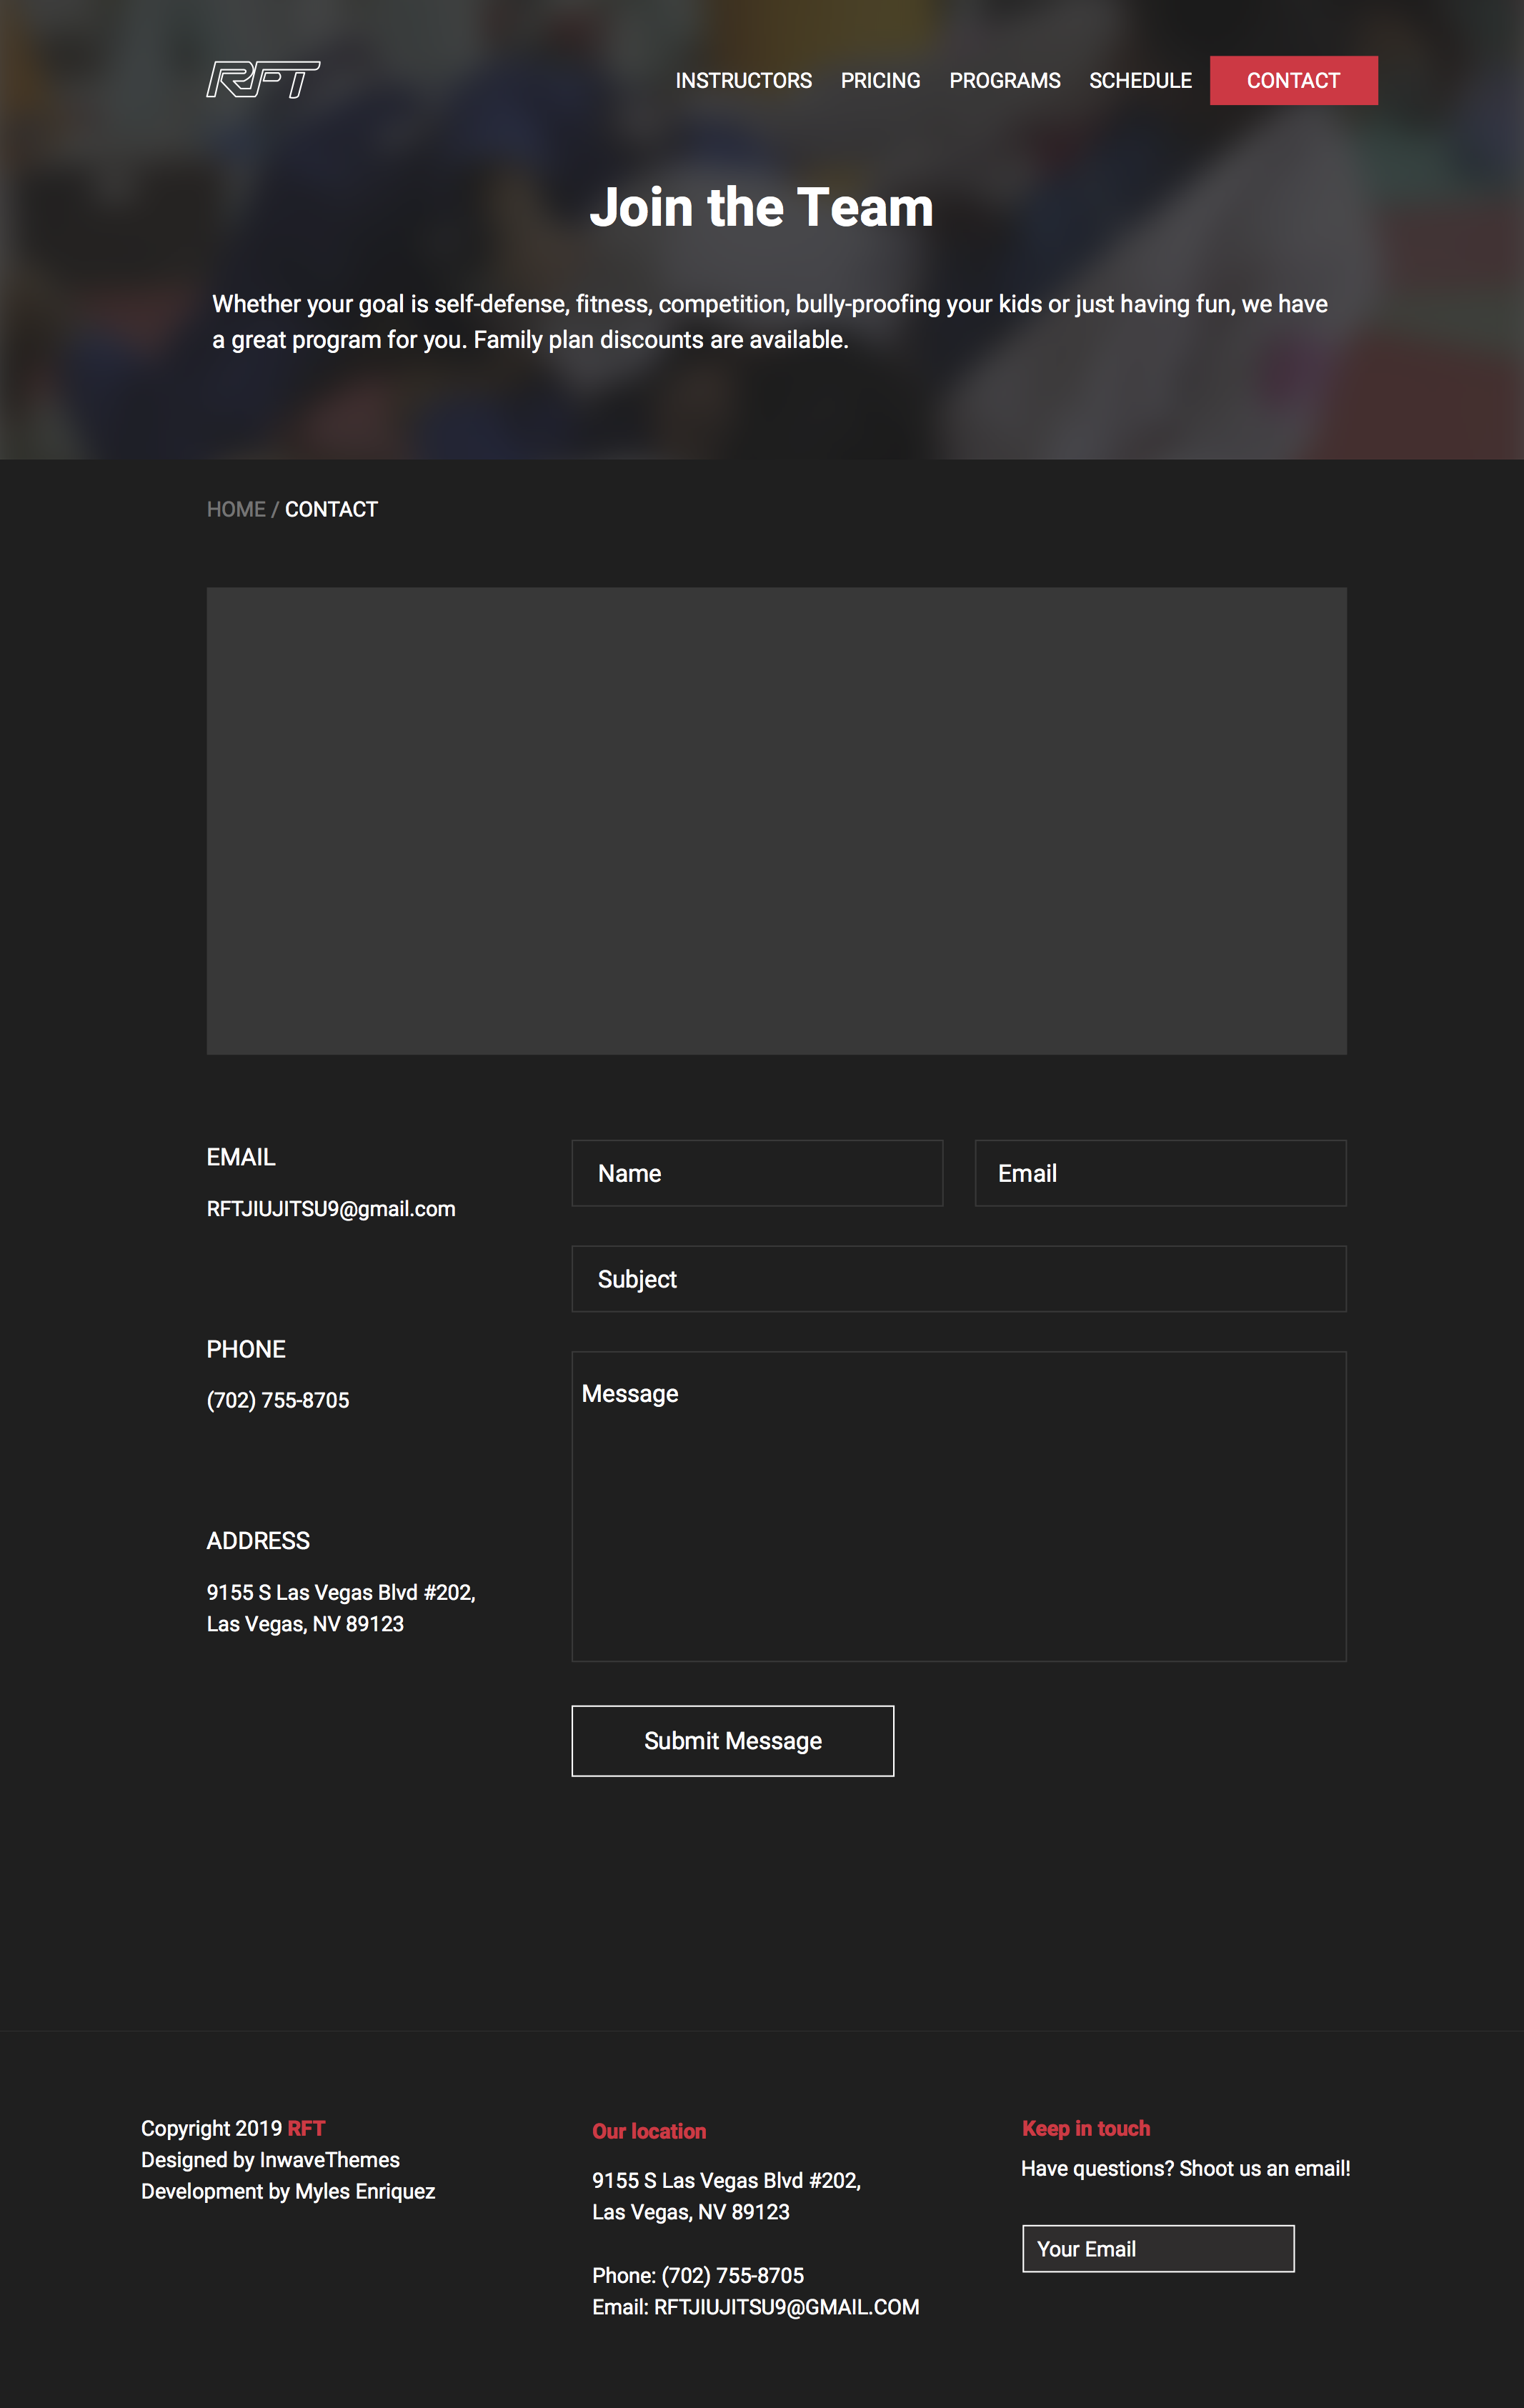 RFT
INSTRUCTORS PRICING PROGRAMS SCHEDULE CONTACT
Join the Team
Whether your goal is self-defense, fitness, competition, bully-proofing your kids or just having fun, we have
a great program for you. Family plan discounts are available.
HOME / CONTACT
EMAIL
RFTJIUJITSU9@gmail.com
PHONE
(702) 755-8705
ADDRESS
9155 S Las Vegas Blvd #202,
Las Vegas, NV 89123
Name
Email
Subject
Message
Submit Message
Copyright 2019 RFT
Designed by InwaveThemes
Development by Myles Enriquez
Our location
9155 S Las Vegas Blvd #202,
Las Vegas, NV 89123
Phone: (702) 755-8705
Email: RFTJIUJITSU9@GMAIL.COM
Keep in touch
Have questions? Shoot us an email!
Your Email